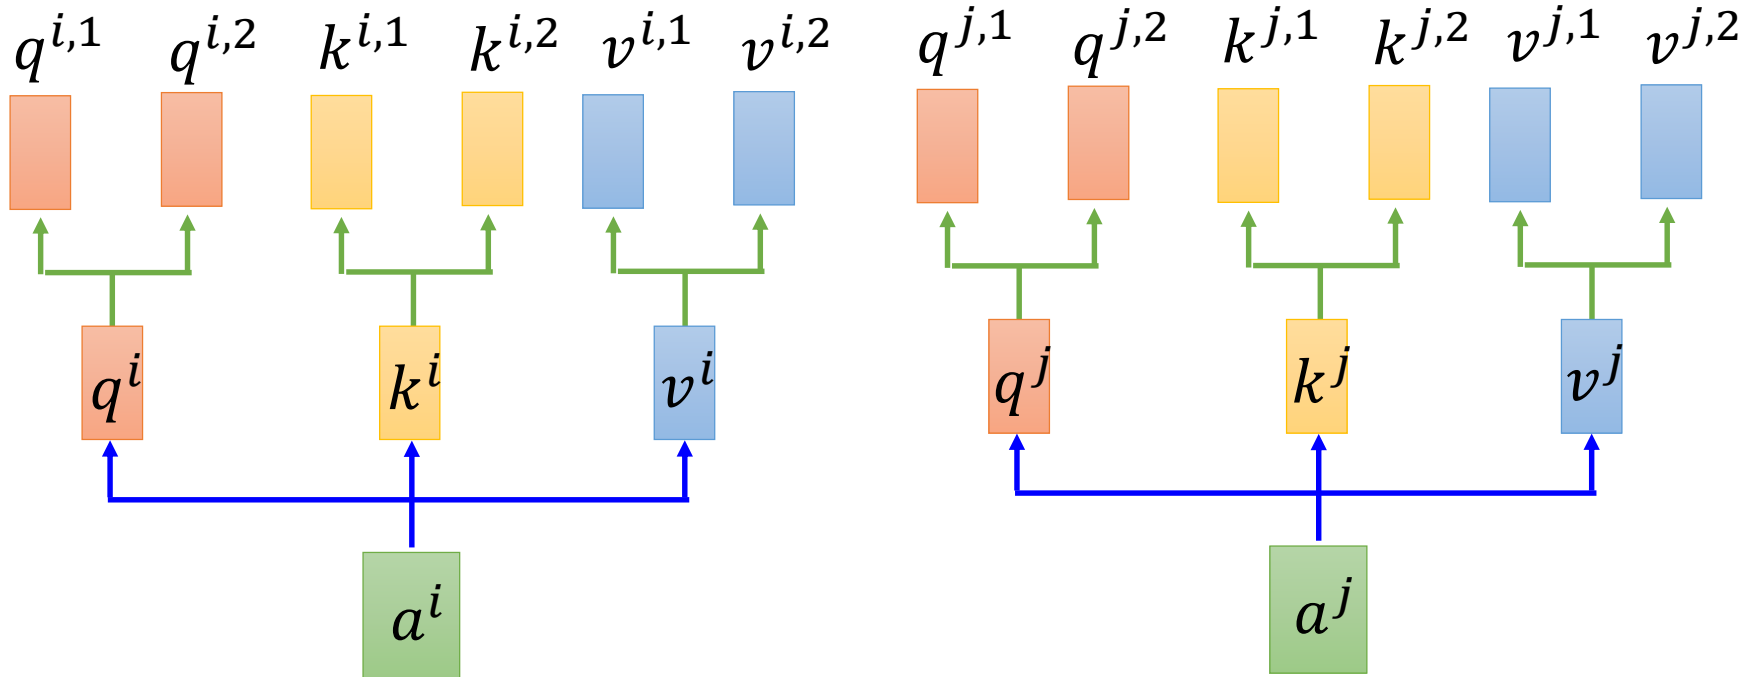 q^{i,1} q^{i,2} k^{i,1} k^{i,2} v^{i,1} v^{i,2} q^{j,1} q^{j,2} k^{j,1} k^{j,2} v^{j,1} v^{j,2}
q^i k^i v^i q^j k^j v^j
a^i a^j